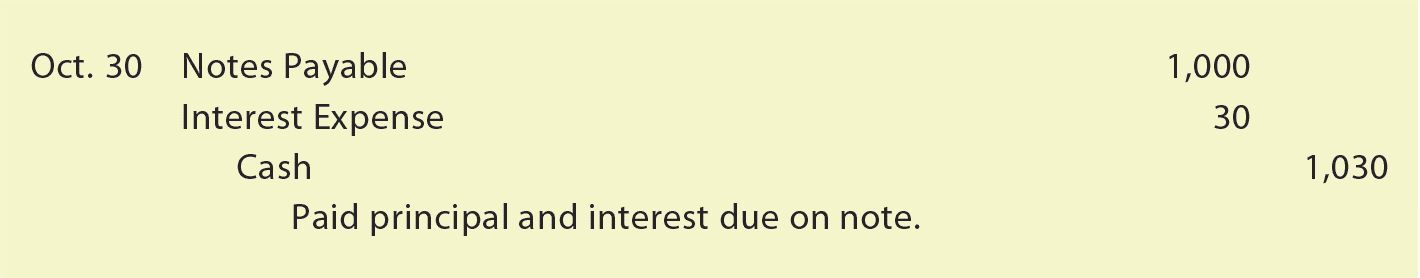 Oct. 30 Notes Payable 1,000
Interest Expense 30
Cash 1,030
Paid principal and interest due on note.